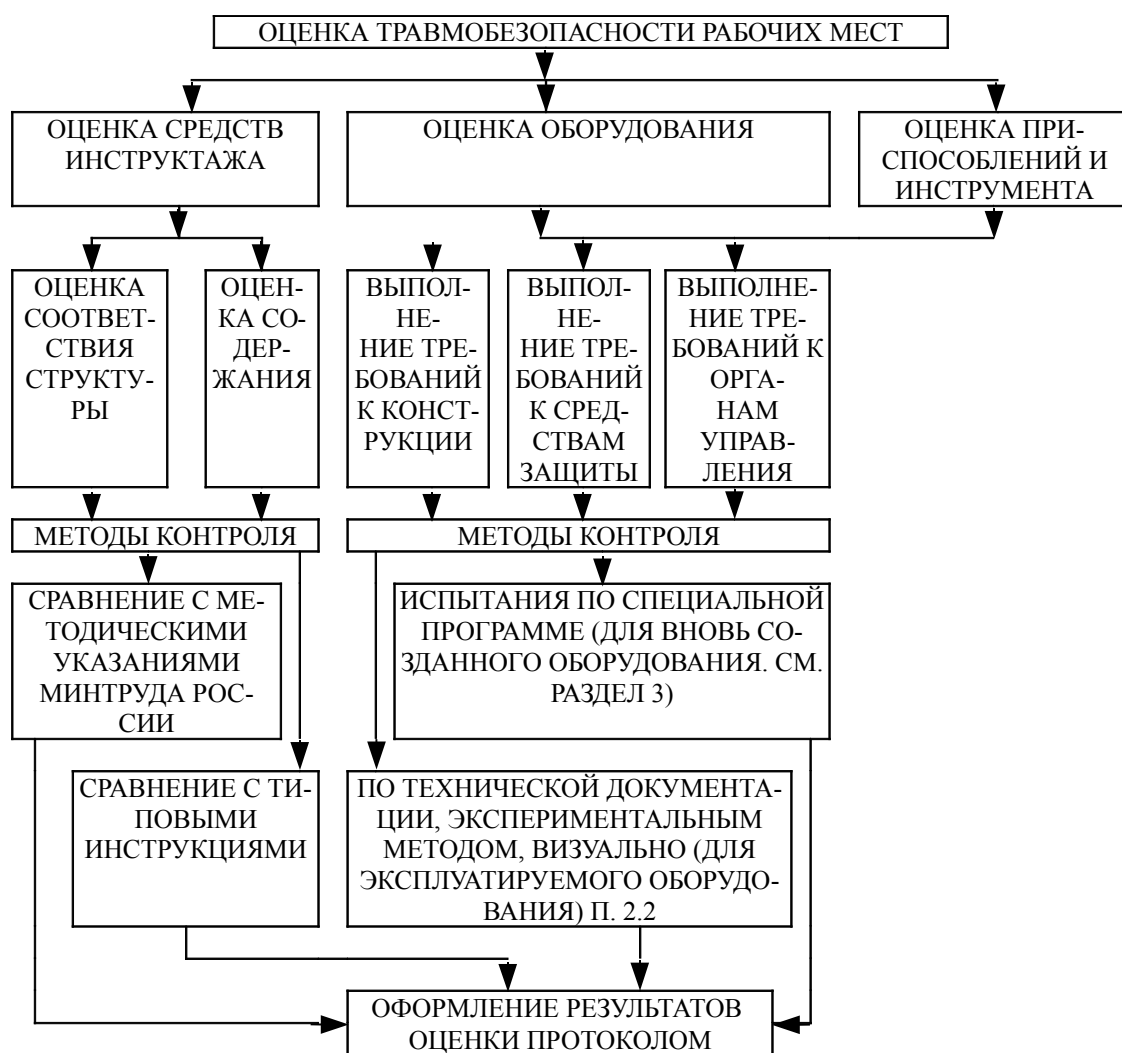 ОЦЕНКА ТРАВМОБЕЗОПАСНОСТИ РАБОЧИХ МЕСТ
ОЦЕНКА СРЕДСТВ
ИНСТРУКТАЖА
ОЦЕНКА ОБОРУДОВАНИЯ
ОЦЕНКА ПРИ-
СПОСОБЛЕНИЙ И
ИНСТРУМЕНТА
ОЦЕНКА
СООТВЕТ-
СТВИЯ
СТРУКТУ-
РЫ
ОЦЕН-
КА СО-
ДЕР-
ЖАНИЯ
ВЫПОЛ-
НЕ-
НИЕ ТРЕ-
БОВАНИЙ
К КОНСТ-
РУКЦИИ
ВЫПОЛ-
НЕ-
НИЕ ТРЕ-
БОВАНИЙ
К СРЕД-
СТВАМ
ЗАЩИТЫ
ВЫПОЛНЕ-
НИЕ ТРЕ-
БОВАНИЙ К
ОРГА-
НАМ
УПРАВ-
ЛЕНИЯ
МЕТОДЫ КОНТРОЛЯ
МЕТОДЫ КОНТРОЛЯ
СРАВНЕНИЕ С МЕ-
ТОДИЧЕСКИМИ
УКАЗАНИЯМИ
МИНТРУДА РОС-
СИИ
ИСПЫТАНИЯ ПО СПЕЦИАЛЬНОЙ
ПРОГРАММЕ (ДЛЯ ВНОВЬ СО-
ЗДАННОГО ОБОРУДОВАНИЯ. СМ.
РАЗДЕЛ 3)
СРАВНЕНИЕ С ТИ-
ПОВЫМИ
ИНСТРУКЦИЯМИ
ПО ТЕХНИЧЕСКОЙ ДОКУМЕНТА-
ЦИИ, ЭКСПЕРИМЕНТАЛЬНЫМ
МЕТОДОМ, ВИЗУАЛЬНО (ДЛЯ
ЭКСПЛУАТИРУЕМОГО ОБОРУДО-
ВАНИЯ) П. 2.2
ОФОРМЛЕНИЕ РЕЗУЛЬТАТОВ
ОЦЕНКИ ПРОТОКОЛОМ